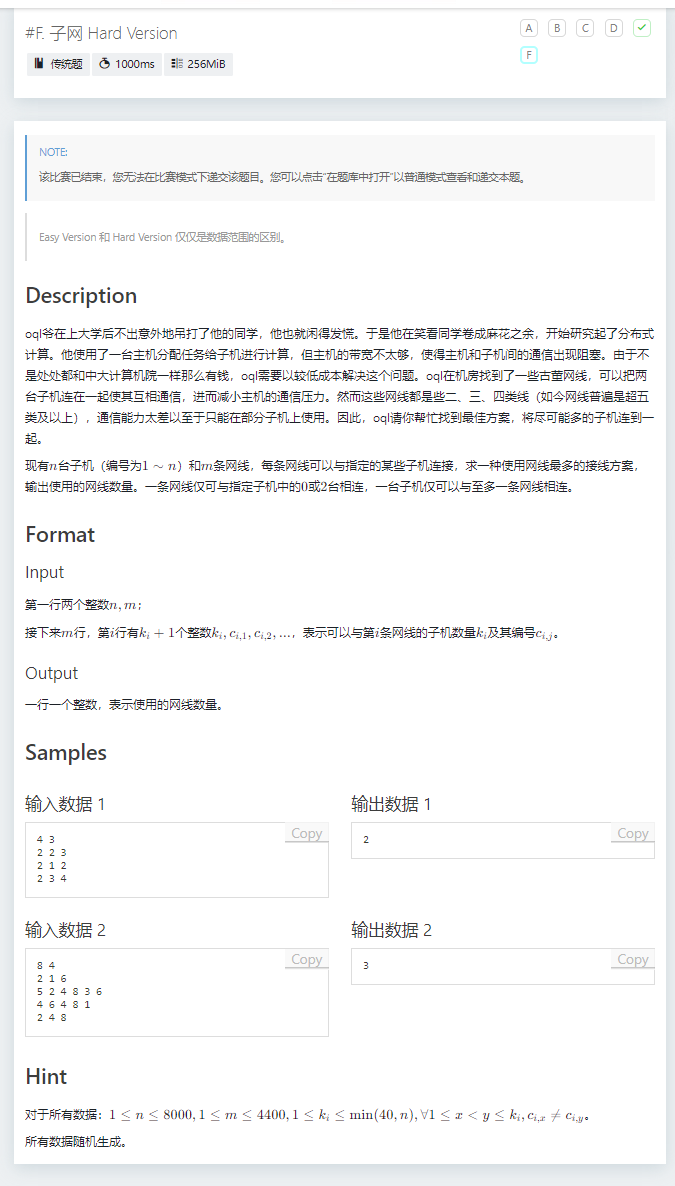 #F. 子网 Hard Version
A B C D
F
传统题 1000ms 256MiB
NOTE:
该比赛已结束，您无法在比赛模式下递交该题目。您可以点击"在题库中打开"以普通模式查看和递交本题。
Easy Version 和 Hard Version 仅仅是数据范围的区别。
Description
oql爷在上大学后不出意外地吊打了他的同学，他也就闲得发慌。于是他在笑看同学卷成麻花之余，开始研究起了分布式
计算。他使用了一台主机分配任务给子机进行计算，但主机的带宽不太够，使得主机和子机间的通信出现阻塞。由于不
是处处都和中大计算机院一样那么有钱，oql需要以较低成本解决这个问题。oql在机房找到了一些古董网线，可以把两
台子机连在一起使其互相通信，进而减小主机的通信压力。然而这些网线都是些二、三、四类线（如今网线普遍是超五
类及以上），通信能力太差以至于只能在部分子机上使用。因此，oql请你帮忙找到最佳方案，将尽可能多的子机连到一
起。
现有n台子机（编号为1 ∼ n）和m条网线，每条网线可以与指定的某些子机连接，求一种使用网线最多的接线方案，
输出使用的网线数量。一条网线仅可与指定子机中的0或2台相连，一台子机仅可以与至多一条网线相连。
Format
Input
第一行两个整数n, m；
接下来m行，第i行有k_i + 1个整数k_i, c_{i,1}, c_{i,2}, ...，表示可以与第i条网线的子机数量k_i及其编号c_{i,j}。
Output
一行一个整数，表示使用的网线数量。
Samples
输入数据 1
Copy
4 3
2 2 3
2 1 2
2 3 4
输出数据 1
Copy
2
输入数据 2
Copy
8 4
2 1 6
5 2 4 8 3 6
4 6 4 8 1
2 4 8
输出数据 2
Copy
3
Hint
对于所有数据：1 ≤ n ≤ 8000, 1 ≤ m ≤ 4400, 1 ≤ k_i ≤ min(40, n), ∀1 ≤ x < y ≤ k_i, c_{i,x} ≠ c_{i,y}。
所有数据随机生成。